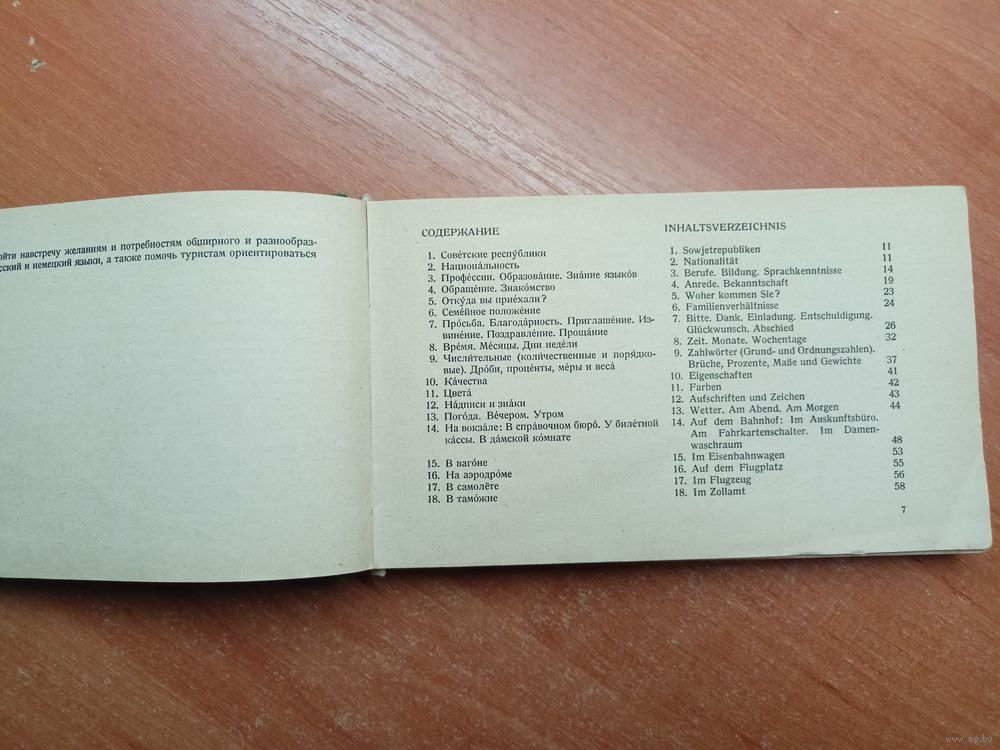 ойти навстречу желаниям и потребностям обширного и разнообраз-
сский и немецкий языки, а также помочь туристам ориентироваться
СОДЕРЖАНИЕ
1. Сове́тские респу́блики
2. Национа́льность
3. Профе́ссии. Образова́ние. Зна́ние языко́в
4. Обраще́ние. Знако́мство
5. Отку́да вы прие́хали?
6. Семе́йное положе́ние
7. Про́сьба. Благода́рность. Приглаше́ние. Из-
вине́ние. Поздравле́ние. Проща́ние
8. Вре́мя. Ме́сяцы. Дни неде́ли
9. Числи́тельные (коли́чественные и поря́дко-
вые). Дро́би, проце́нты, ме́ры и веса́
10. Ка́чества
11. Цвета́
12. На́дписи и зна́ки
13. Пого́да. Ве́чером. У́тром
14. На вокза́ле: В спра́вочном бюро́. У биле́тной
ка́ссы. В да́мской ко́мнате
15. В ваго́не
16. На аэродро́ме
17. В самолёте
18. В тамо́жне
INHALTSVERZEICHNIS
1. Sowjetrepubliken 11
2. Nationalität 11
3. Berufe. Bildung. Sprachkenntnisse 14
4. Anrede. Bekanntschaft 19
5. Woher kommen Sie? 23
6. Familienverhältnisse 24
7. Bitte. Dank. Einladung. Entschuldigung.
Glückwunsch. Abschied 26
8. Zeit. Monate. Wochentage 32
9. Zahlwörter (Grund- und Ordnungszahlen).
Brüche, Prozente, Maße und Gewichte 37
10. Eigenschaften 41
11. Farben 42
12. Aufschriften und Zeichen 43
13. Wetter. Am Abend. Am Morgen 44
14. Auf dem Bahnhof: Im Auskunftsbüro.
Am Fahrkartenschalter. Im Damen-
waschraum 48
15. Im Eisenbahnwagen 53
16. Auf dem Flugplatz 55
17. Im Flugzeug 56
18. Im Zollamt 58
7
www.ay.by